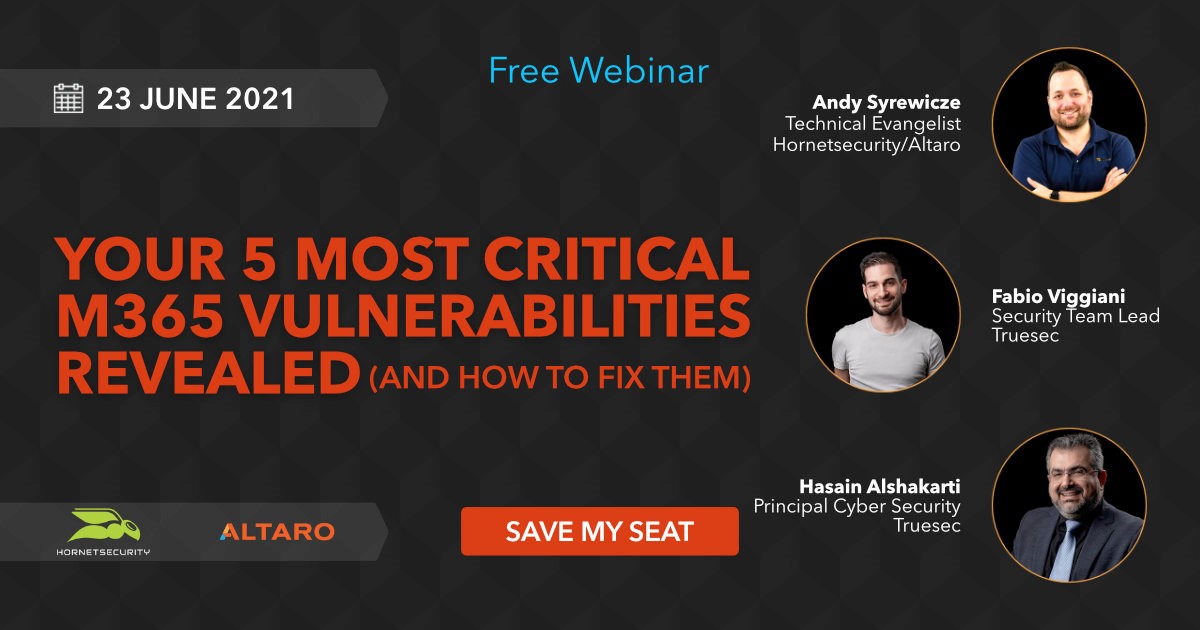 Free Webinar
23 JUNE 2021
YOUR 5 MOST CRITICAL
M365 VULNERABILITIES
REVEALED (AND HOW TO FIX THEM)
Andy Syrewicze
Technical Evangelist
Hornetsecurity/Altaro
Fabio Viggiani
Security Team Lead
Truesec
Hasain Alshakarti
Principal Cyber Security
Truesec
HORNETSECURITY
ALTARO
SAVE MY SEAT